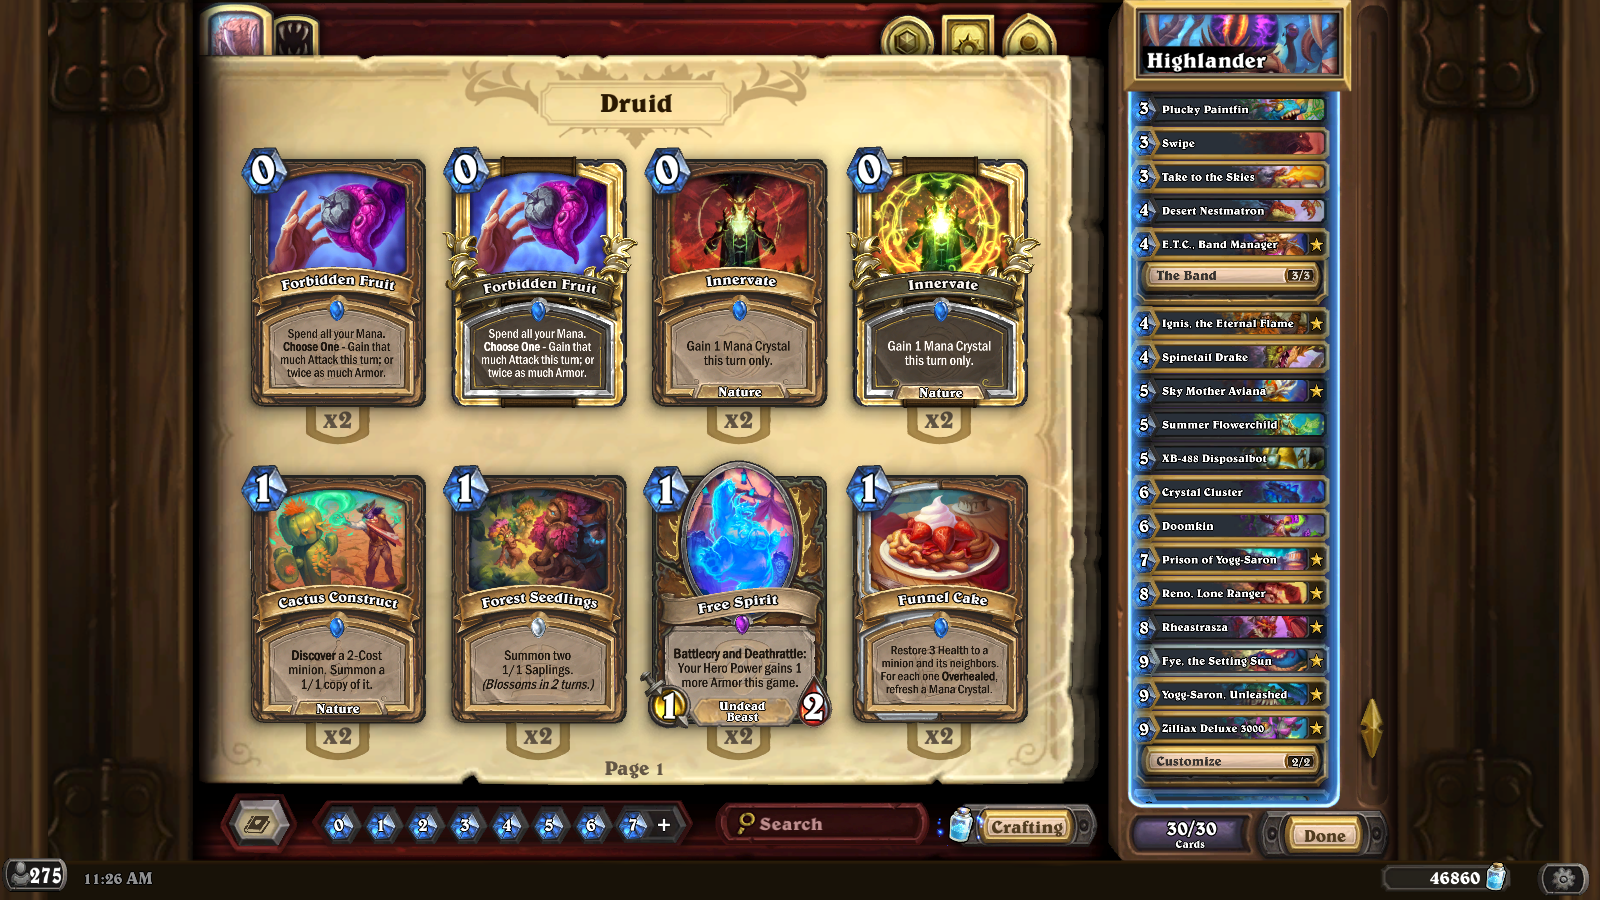 Druid
0
Forbidden Fruit
Spend all your Mana.
Choose One - Gain that
much Attack this turn; or
twice as much Armor.
x2
0
Forbidden Fruit
Spend all your Mana.
Choose One - Gain that
much Attack this turn; or
twice as much Armor.
0
Innervate
Gain 1 Mana Crystal
this turn only.
Nature
x2
0
Innervate
Gain 1 Mana Crystal
this turn only.
Nature
x2
1
Cactus Construct
Discover a 2-Cost
minion. Summon a
1/1 copy of it.
Nature
x2
1
Forest Seedlings
Summon two
1/1 Saplings.
(Blossoms in 2 turns.)
x2
1
Free Spirit
Battlecry and Deathrattle:
Your Hero Power gains 1
more Armor this game.
1
Undead
Beast
2
x2
1
Funnel Cake
Restore 3 Health to a
minion and its neighbors.
For each one Overhealed,
refresh a Mana Crystal.
x2
Page 1
0 1 2 3 4 5 6 7 +
Search
Crafting
Highlander
3 Plucky Paintfin
3 Swipe
3 Take to the Skies
4 Desert Nestmatron
4 E.T.C., Band Manager
The Band 3/3
4 Ignis, the Eternal Flame
4 Spinetail Drake
5 Sky Mother Aviana
5 Summer Flowerchild
5 XB-488 Disposalbot
6 Crystal Cluster
6 Doomkin
7 Prison of Yogg-Saron
8 Reno, Lone Ranger
8 Rheastrasza
9 Fye, the Setting Sun
9 Yogg-Saron, Unleashed
9 Zilliax Deluxe 3000
Customize 2/2
30/30
Cards
Done
275
11:26 AM
46860